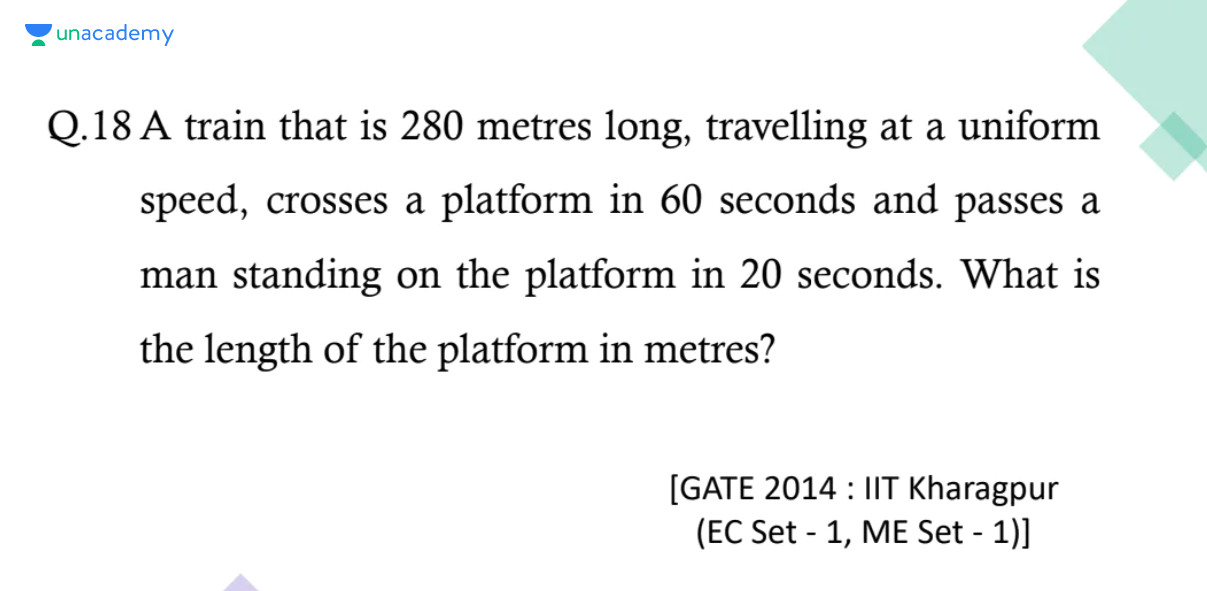 unacademy
Q.18 A train that is 280 metres long, travelling at a uniform
speed, crosses a platform in 60 seconds and passes a
man standing on the platform in 20 seconds. What is
the length of the platform in metres?
[GATE 2014 : IIT Kharagpur
(EC Set - 1, ME Set - 1)]